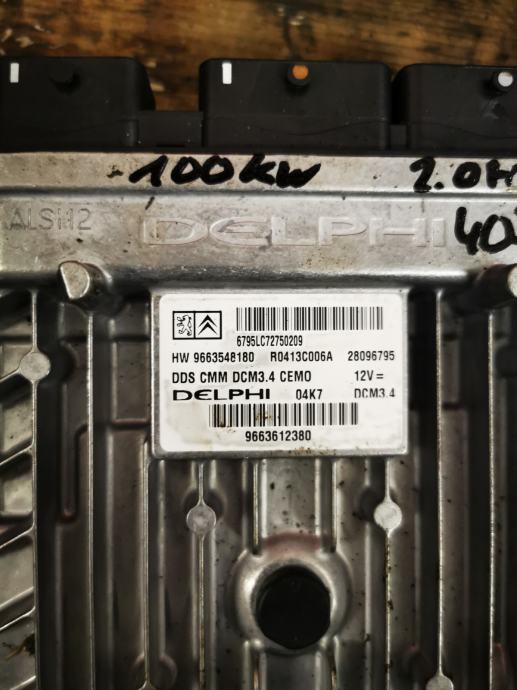 -100KW
2.0H
ALSi12
DELPHI
40
6795LC72750209
HW 9663548180 R0413C006A 28096795
DDS CMM DCM3.4 CEMO 12V=
DELPHI 04K7 DCM3.4
9663612380